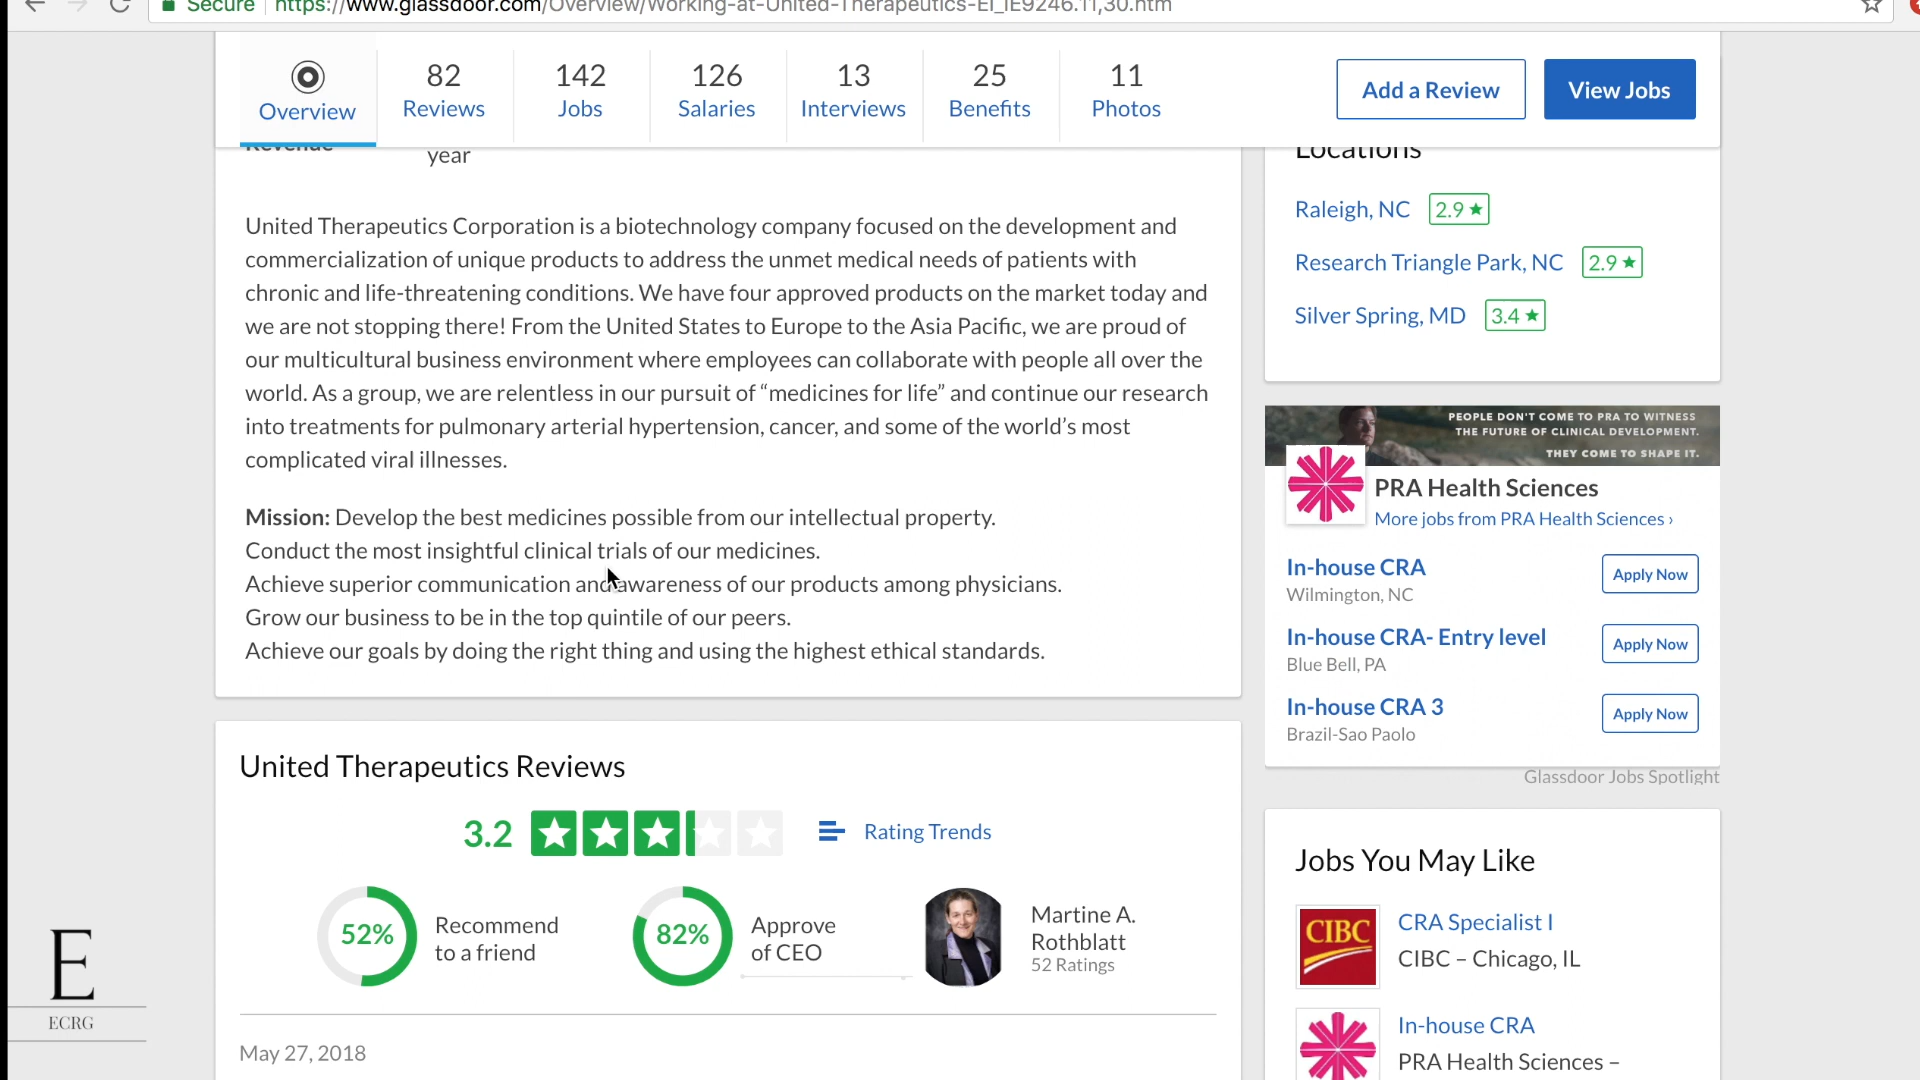 Secure https://www.glassdoor.com/Overview/Working-at-United-Therapeutics-EI_IE9246.11,30.htm
Overview
82
Reviews
142
Jobs
126
Salaries
13
Interviews
25
Benefits
11
Photos
Add a Review
View Jobs
Revenue
year
United Therapeutics Corporation is a biotechnology company focused on the development and
commercialization of unique products to address the unmet medical needs of patients with
chronic and life-threatening conditions. We have four approved products on the market today and
we are not stopping there! From the United States to Europe to the Asia Pacific, we are proud of
our multicultural business environment where employees can collaborate with people all over the
world. As a group, we are relentless in our pursuit of “medicines for life” and continue our research
into treatments for pulmonary arterial hypertension, cancer, and some of the world’s most
complicated viral illnesses.
Mission: Develop the best medicines possible from our intellectual property.
Conduct the most insightful clinical trials of our medicines.
Achieve superior communication and awareness of our products among physicians.
Grow our business to be in the top quintile of our peers.
Achieve our goals by doing the right thing and using the highest ethical standards.
United Therapeutics Reviews
3.2
Rating Trends
52%
Recommend
to a friend
82%
Approve
of CEO
Martine A.
Rothblatt
52 Ratings
May 27, 2018
Locations
Raleigh, NC 2.9 ★
Research Triangle Park, NC 2.9 ★
Silver Spring, MD 3.4 ★
PEOPLE DON'T COME TO PRA TO WITNESS
THE FUTURE OF CLINICAL DEVELOPMENT.
THEY COME TO SHAPE IT.
PRA Health Sciences
More jobs from PRA Health Sciences ›
In-house CRA
Wilmington, NC
Apply Now
In-house CRA- Entry level
Blue Bell, PA
Apply Now
In-house CRA 3
Brazil-Sao Paolo
Apply Now
Glassdoor Jobs Spotlight
Jobs You May Like
CIBC
CRA Specialist I
CIBC – Chicago, IL
In-house CRA
PRA Health Sciences –
E
ECRG